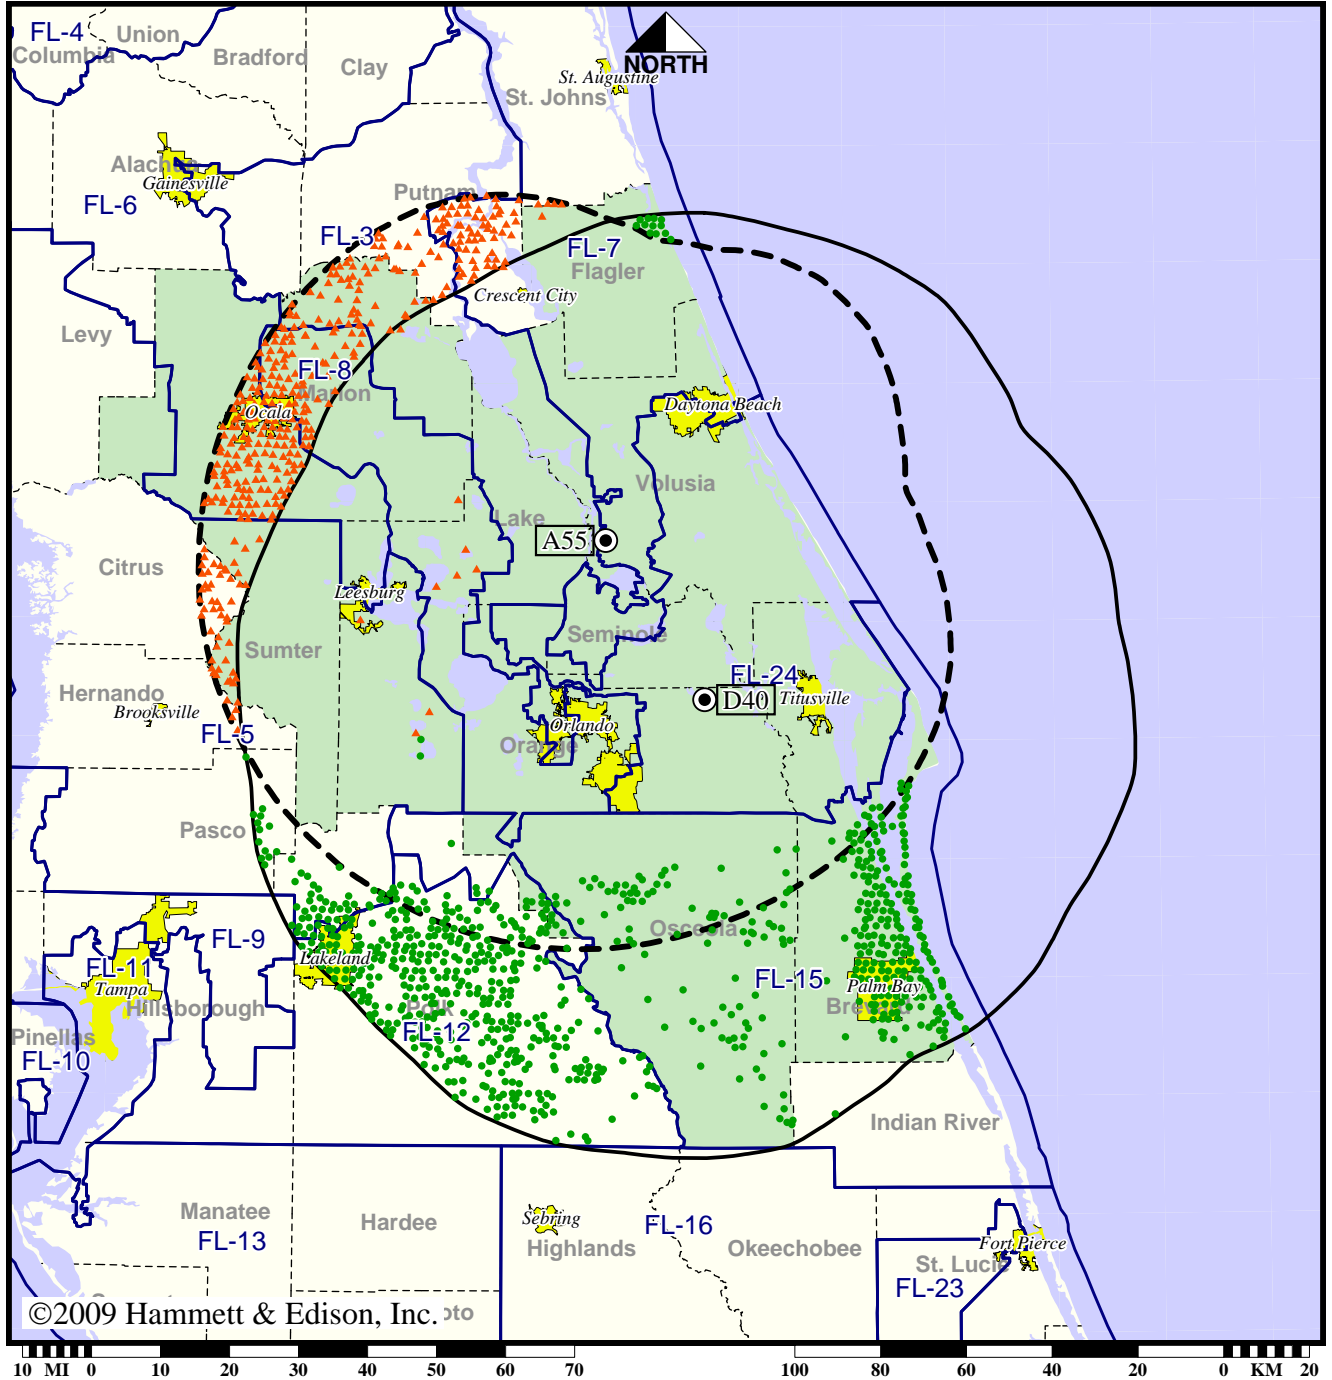 FL-4
Union
Columbia
Bradford
Clay
NORTH
St. Augustine
St. Johns
Alachua
Gainesville
Putnam
FL-6
FL-3
FL-7
Flagler
Crescent City
Levy
FL-8
Marion
Ocala
Daytona Beach
Volusia
Lake
A55
Citrus
Leesburg
Seminole
Sumter
FL-24
Hernando
D40
Titusville
Brooksville
Orlando
FL-5
Orange
Pasco
Osceola
FL-9
Lakeland
FL-11
FL-15
Tampa
Palm Bay
Hillsborough
Polk
Brevard
Pinellas
FL-12
FL-10
Indian River
Manatee
Hardee
Sebring
FL-16
FL-13
Highlands
Okeechobee
Fort Pierce
St. Lucie
FL-23
©2009 Hammett & Edison, Inc.
oto
10 MI 0 10 20 30 40 50 60 70
100 80 60 40 20 0 KM 20